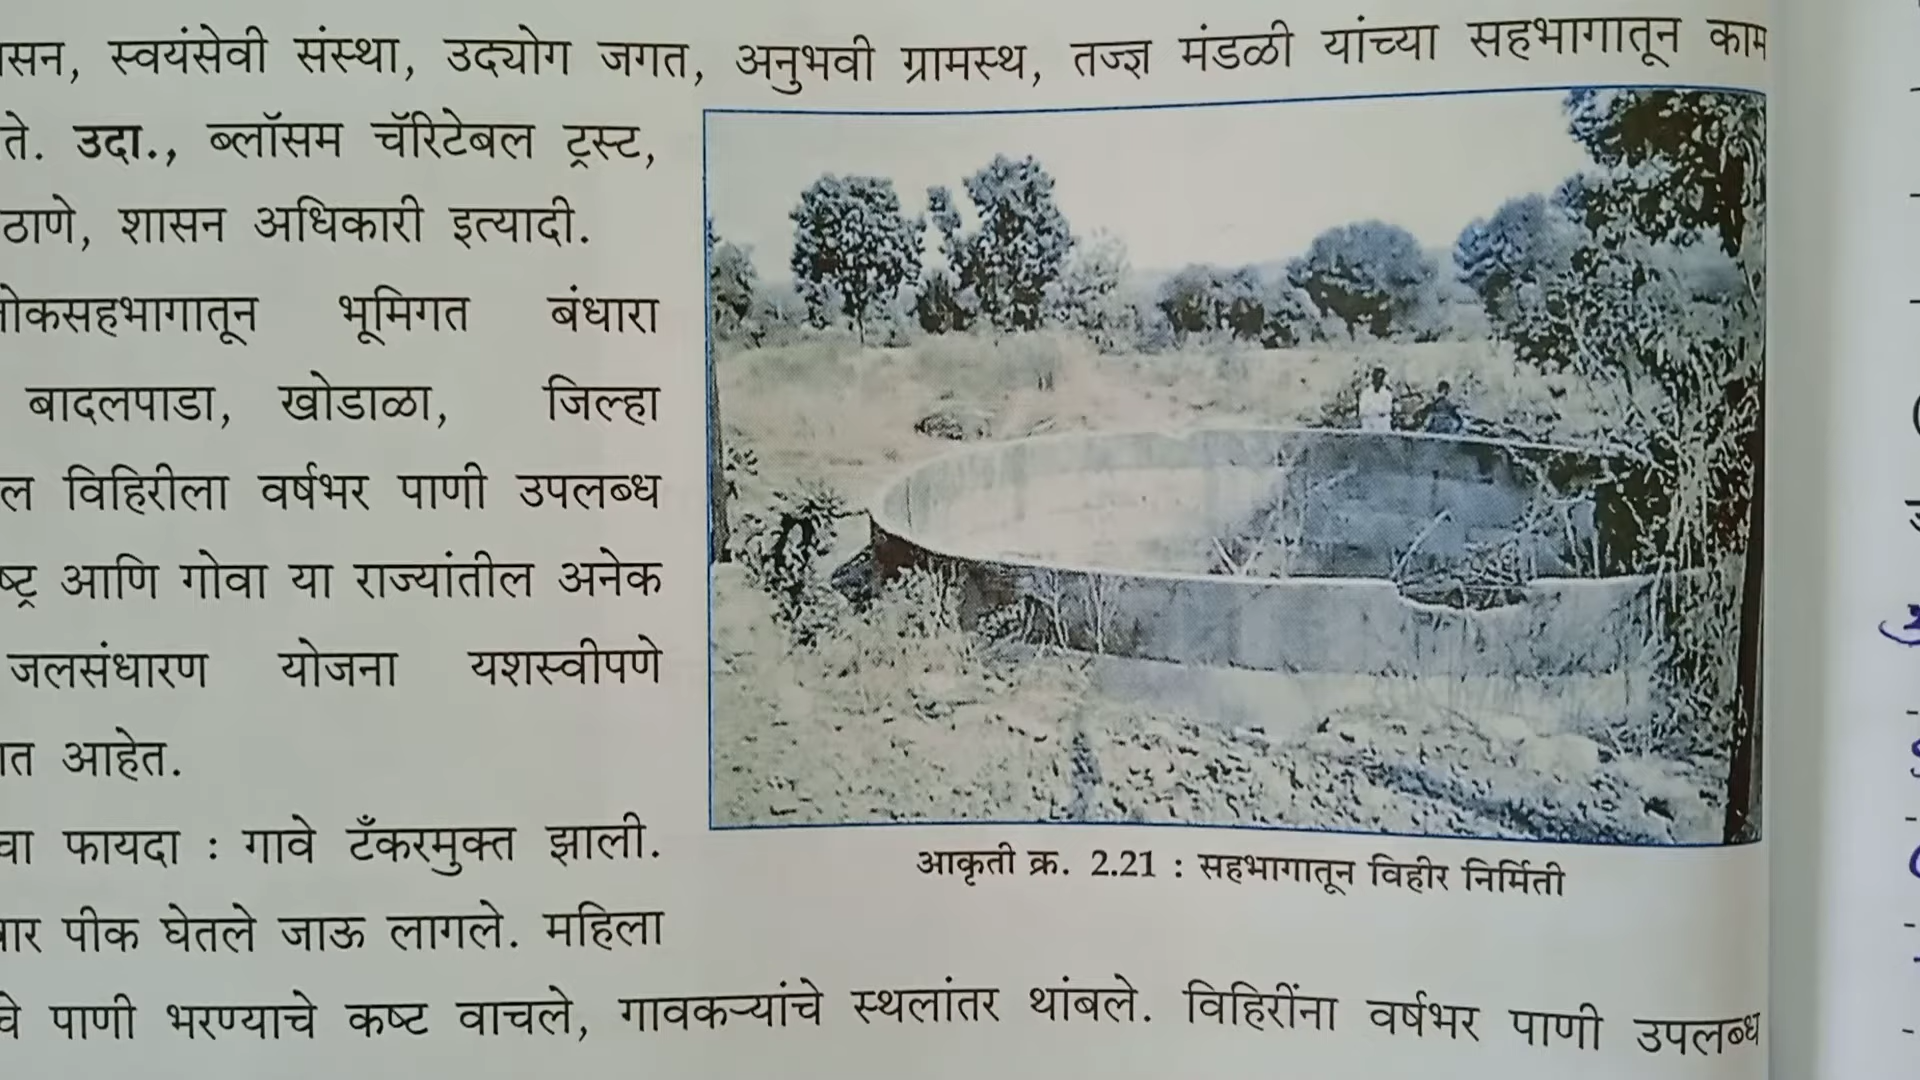 स्वयंसेवी संस्था, उद्योग जगत, अनुभवी ग्रामस्थ, तज्ज्ञ मंडळी यांच्या सहभागातून काम
ते. उदा., ब्लॉसम चॅरिटेबल ट्रस्ट,
ठाणे, शासन अधिकारी इत्यादी.
भूमिगत बंधारा
बादलपाडा, खोडाळा, जिल्हा
ल विहिरीला वर्षभर पाणी उपलब्ध
ष्ट्र आणि गोवा या राज्यांतील अनेक
जलसंधारण योजना यशस्वीपणे
आहेत.
फायदा : गावे टँकरमुक्त झाली.
पीक घेतले जाऊ लागले. महिला
पाणी भरण्याचे कष्ट वाचले, गावकऱ्यांचे स्थलांतर थांबले. विहिरींना वर्षभर पाणी उपलब्ध
आकृती क्र. 2.21 : सहभागातून विहीर निर्मिती